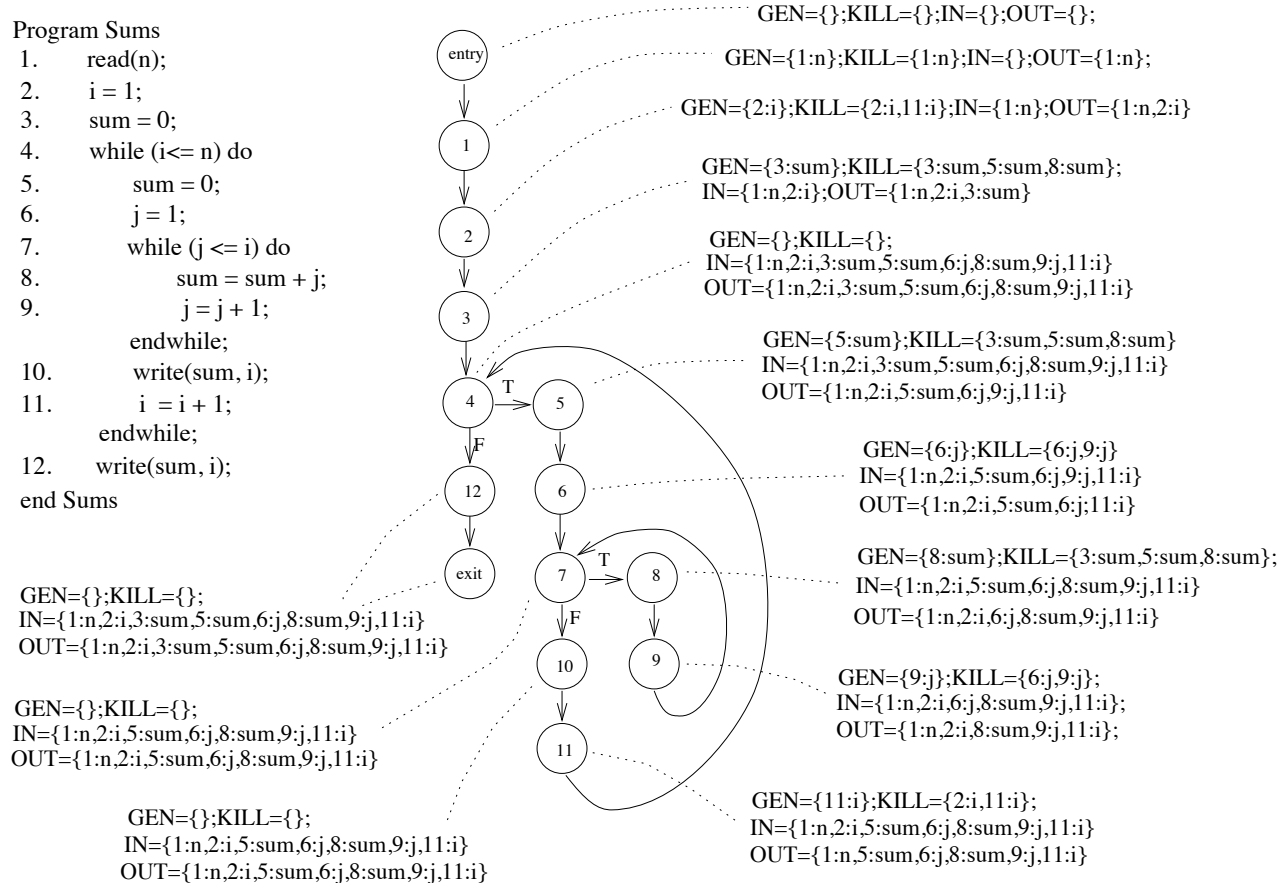 Program Sums
1. read(n);
2. i = 1;
3. sum = 0;
4. while (i<= n) do
5. sum = 0;
6. j = 1;
7. while (j <= i) do
8. sum = sum + j;
9. j = j + 1;
endwhile;
10. write(sum, i);
11. i = i + 1;
endwhile;
12. write(sum, i);
end Sums
entry
1
2
3
4
T
5
F
12
6
exit
7
T
8
F
10
9
11
GEN={};KILL={};IN={};OUT={};
GEN={1:n};KILL={1:n};IN={};OUT={1:n};
GEN={2:i};KILL={2:i,11:i};IN={1:n};OUT={1:n,2:i}
GEN={3:sum};KILL={3:sum,5:sum,8:sum};
IN={1:n,2:i};OUT={1:n,2:i,3:sum}
GEN={};KILL={};
IN={1:n,2:i,3:sum,5:sum,6:j,8:sum,9:j,11:i}
OUT={1:n,2:i,3:sum,5:sum,6:j,8:sum,9:j,11:i}
GEN={5:sum};KILL={3:sum,5:sum,8:sum}
IN={1:n,2:i,3:sum,5:sum,6:j,8:sum,9:j,11:i}
OUT={1:n,2:i,5:sum,6:j,9:j,11:i}
GEN={6:j};KILL={6:j,9:j}
IN={1:n,2:i,5:sum,6:j,9:j,11:i}
OUT={1:n,2:i,5:sum,6:j;11:i}
GEN={8:sum};KILL={3:sum,5:sum,8:sum};
IN={1:n,2:i,5:sum,6:j,8:sum,9:j,11:i}
OUT={1:n,2:i,6:j,8:sum,9:j,11:i}
GEN={9:j};KILL={6:j,9:j};
IN={1:n,2:i,6:j,8:sum,9:j,11:i};
OUT={1:n,2:i,8:sum,9:j,11:i};
GEN={11:i};KILL={2:i,11:i};
IN={1:n,2:i,5:sum,6:j,8:sum,9:j,11:i}
OUT={1:n,5:sum,6:j,8:sum,9:j,11:i}
GEN={};KILL={};
IN={1:n,2:i,3:sum,5:sum,6:j,8:sum,9:j,11:i}
OUT={1:n,2:i,3:sum,5:sum,6:j,8:sum,9:j,11:i}
GEN={};KILL={};
IN={1:n,2:i,5:sum,6:j,8:sum,9:j,11:i}
OUT={1:n,2:i,5:sum,6:j,8:sum,9:j,11:i}
GEN={};KILL={};
IN={1:n,2:i,5:sum,6:j,8:sum,9:j,11:i}
OUT={1:n,2:i,5:sum,6:j,8:sum,9:j,11:i}